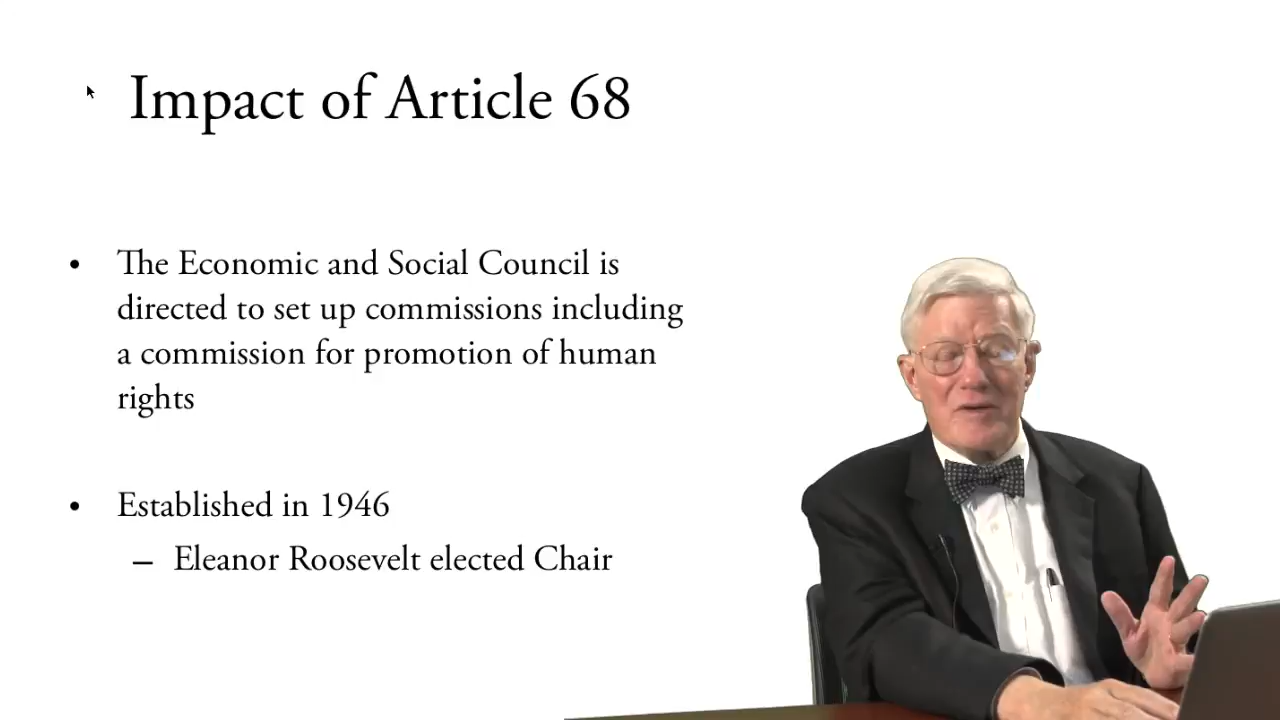 Impact of Article 68
• The Economic and Social Council is
directed to set up commissions including
a commission for promotion of human
rights
• Established in 1946
– Eleanor Roosevelt elected Chair